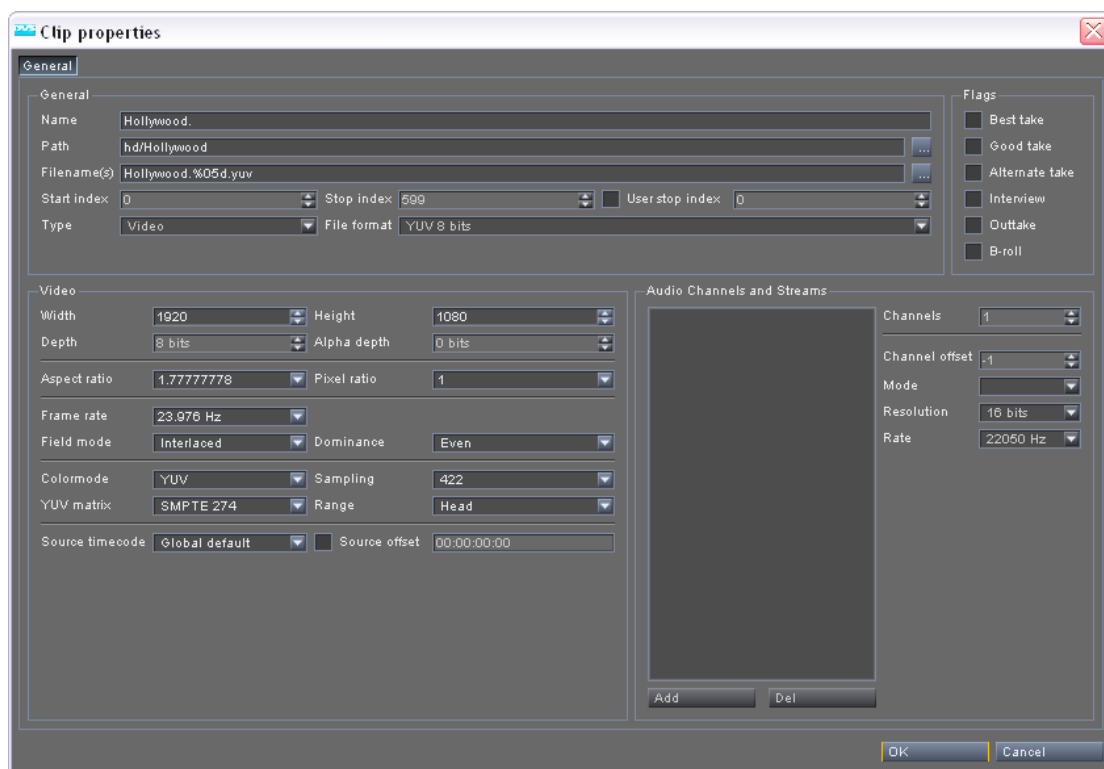 Clip properties
General
General
Name Hollywood.
Path hd/Hollywood ...
Filename(s) Hollywood.%05d.yuv ...
Start index 0 Stop index 599 User stop index 0
Type Video File format YUV 8 bits
Flags
Best take
Good take
Alternate take
Interview
Outtake
B-roll
Video
Width 1920 Height 1080
Depth 8 bits Alpha depth 0 bits
Aspect ratio 1.77777778 Pixel ratio 1
Frame rate 23.976 Hz
Field mode Interlaced Dominance Even
Colormode YUV Sampling 422
YUV matrix SMPTE 274 Range Head
Source timecode Global default Source offset 00:00:00:00
Audio Channels and Streams
Channels 1
Channel offset -1
Mode
Resolution 16 bits
Rate 22050 Hz
Add Del
OK Cancel